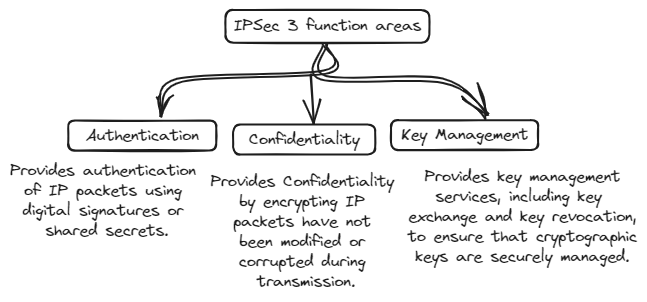 IPSec 3 function areas
Authentication
Confidentiality
Key Management
Provides authentication
of IP packets using
digital signatures or
shared secrets.
Provides Confidentiality
by encrypting IP
packets have not
been modified or
corrupted during
transmission.
Provides key management
services, including key
exchange and key revocation,
to ensure that cryptographic
keys are securely managed.